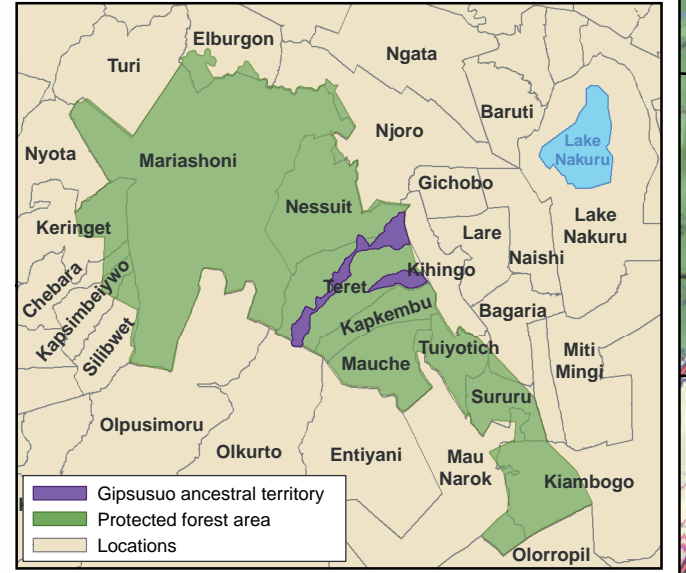 Elburgon
Turi
Ngata
Baruti
Njoro
Lake
Nakuru
Nyota
Mariashoni
Gichobo
Nessuit
Keringet
Lare
Lake
Nakuru
Naishi
Kihingo
Chebara
Teret
Kapsimbeiywo
Kapkembu
Bagaria
Silibwet
Tuiyotich
Miti
Mingi
Mauche
Sururu
Olpusimoru
Olkurto
Entiyani
Mau
Narok
Kiambogo
Olorropil
Gipsusuo ancestral territory
Protected forest area
Locations